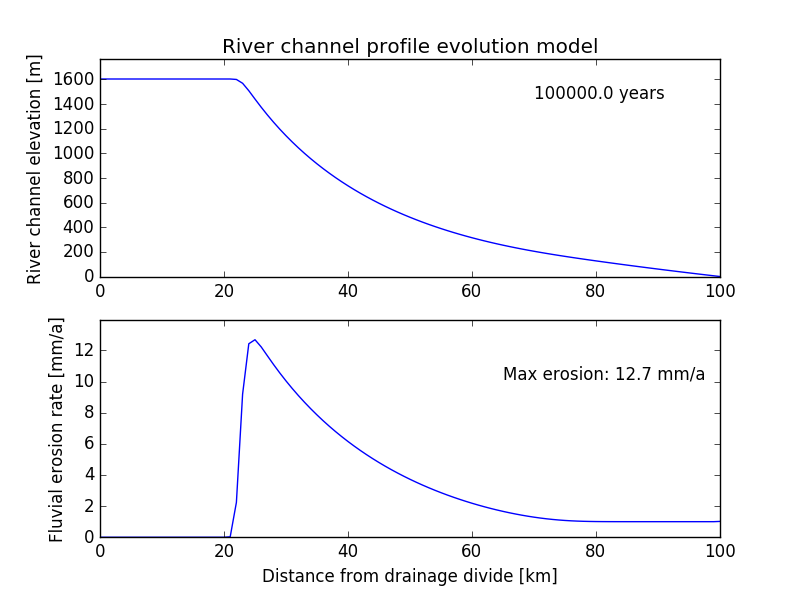 River channel profile evolution model
River channel elevation [m]
1600
1400
1200
1000
800
600
400
200
0
100000.0 years
0 20 40 60 80 100
Fluvial erosion rate [mm/a]
12
10
8
6
4
2
0
Max erosion: 12.7 mm/a
0 20 40 60 80 100
Distance from drainage divide [km]